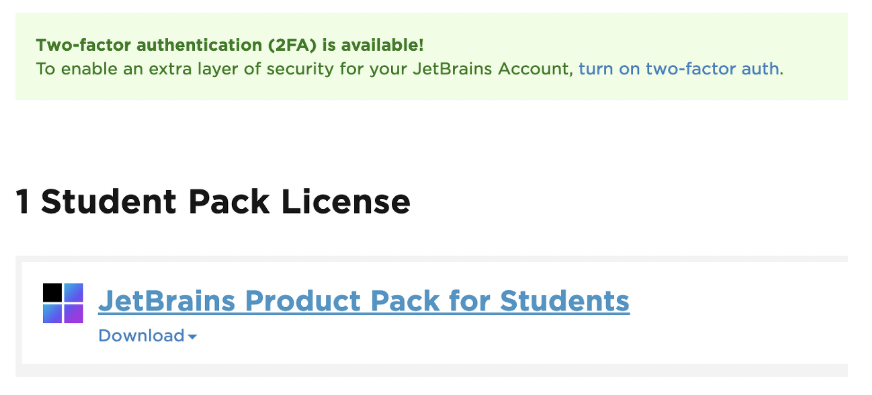 Two-factor authentication (2FA) is available!
To enable an extra layer of security for your JetBrains Account, turn on two-factor auth.
1 Student Pack License
JetBrains Product Pack for Students
Download